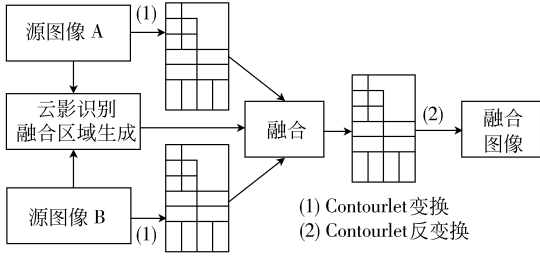 源图像 A
(1)
云影识别
融合区域生成
融合
(2)
融合
图像
源图像 B
(1)
(1) Contourlet变换
(2) Contourlet反变换